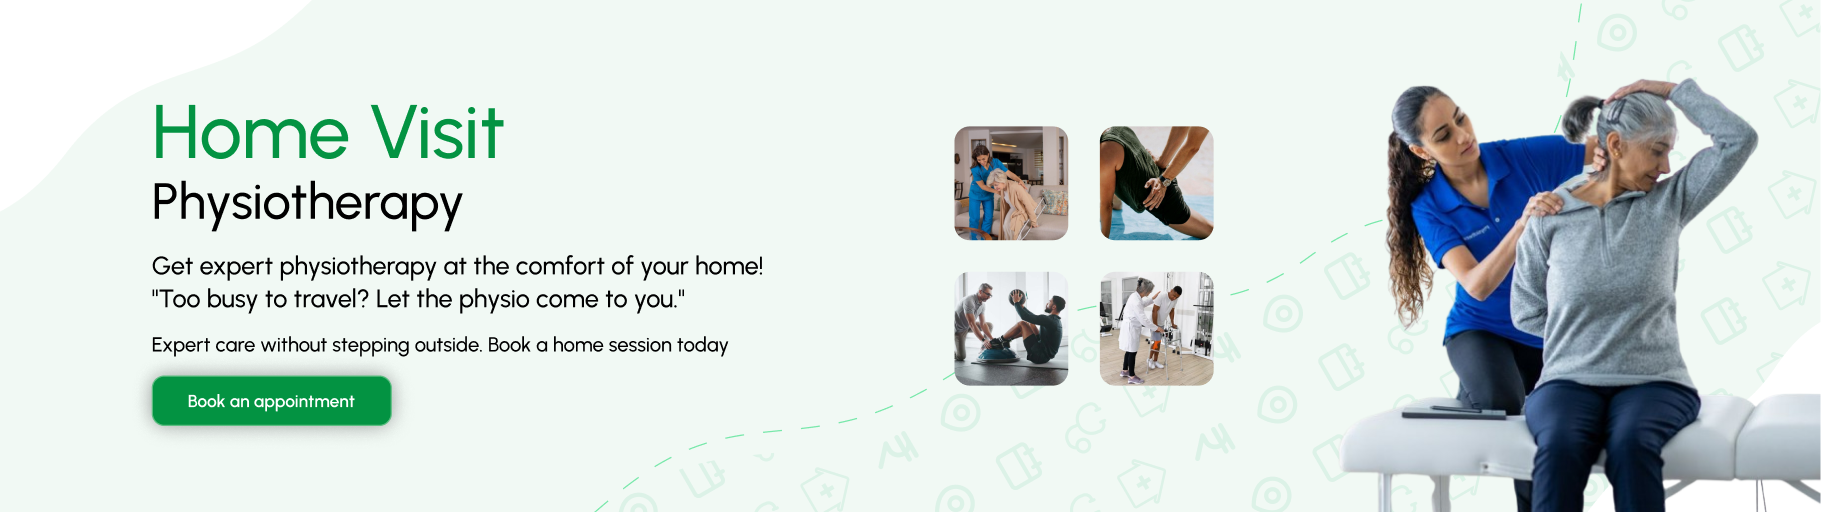 Home Visit
Physiotherapy
Get expert physiotherapy at the comfort of your home!
"Too busy to travel? Let the physio come to you."
Expert care without stepping outside. Book a home session today
Book an appointment